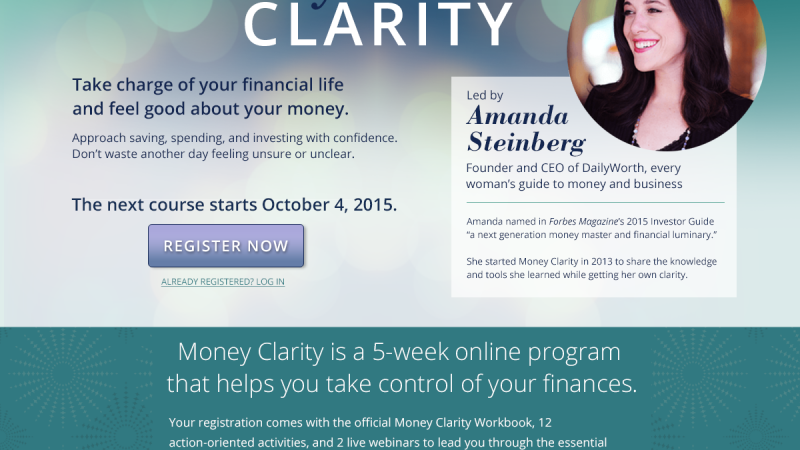 CLARITY
Take charge of your financial life
and feel good about your money.
Approach saving, spending, and investing with confidence.
Don't waste another day feeling unsure or unclear.
The next course starts October 4, 2015.
REGISTER NOW
ALREADY REGISTERED? LOG IN
Led by
Amanda
Steinberg
Founder and CEO of DailyWorth, every
woman's guide to money and business
Amanda named in Forbes Magazine's 2015 Investor Guide
"a next generation money master and financial luminary."
She started Money Clarity in 2013 to share the knowledge
and tools she learned while getting her own clarity.
Money Clarity is a 5-week online program
that helps you take control of your finances.
Your registration comes with the official Money Clarity Workbook, 12
action-oriented activities, and 2 live webinars to lead you through the essential